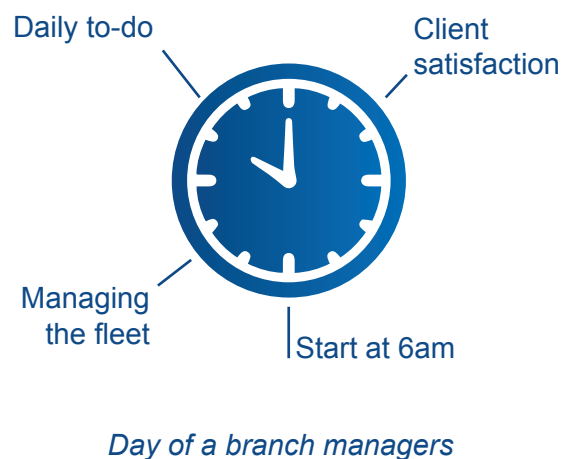 Daily to-do
Client
satisfaction
Managing
the fleet
Start at 6am
Day of a branch managers